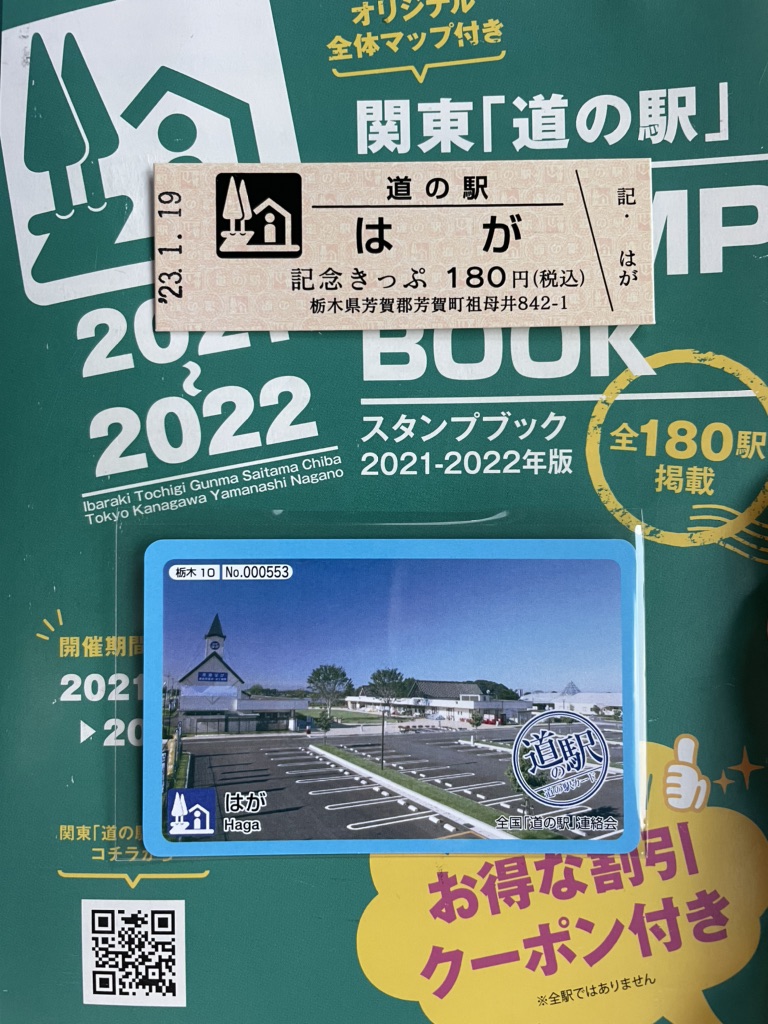 オリジナル
全体マップ付き
関東「道の駅」
'23.1.19
道の駅
はが
記念きっぷ 180円(税込)
栃木県芳賀郡芳賀町祖母井842-1
記・はが
MP
2021
～
2022
BOOK
スタンプブック
2021-2022年版
全180駅
掲載
Ibaraki Tochigi Gunma Saitama Chiba
Tokyo Kanagawa Yamanashi Nagano
栃木 10 No.000553
開催期間
2021
▶20
道の駅
道の駅カード
はが
Haga
全国「道の駅」連絡会
関東「道の駅
コチラから
お得な割引
クーポン付き
※全駅ではありません